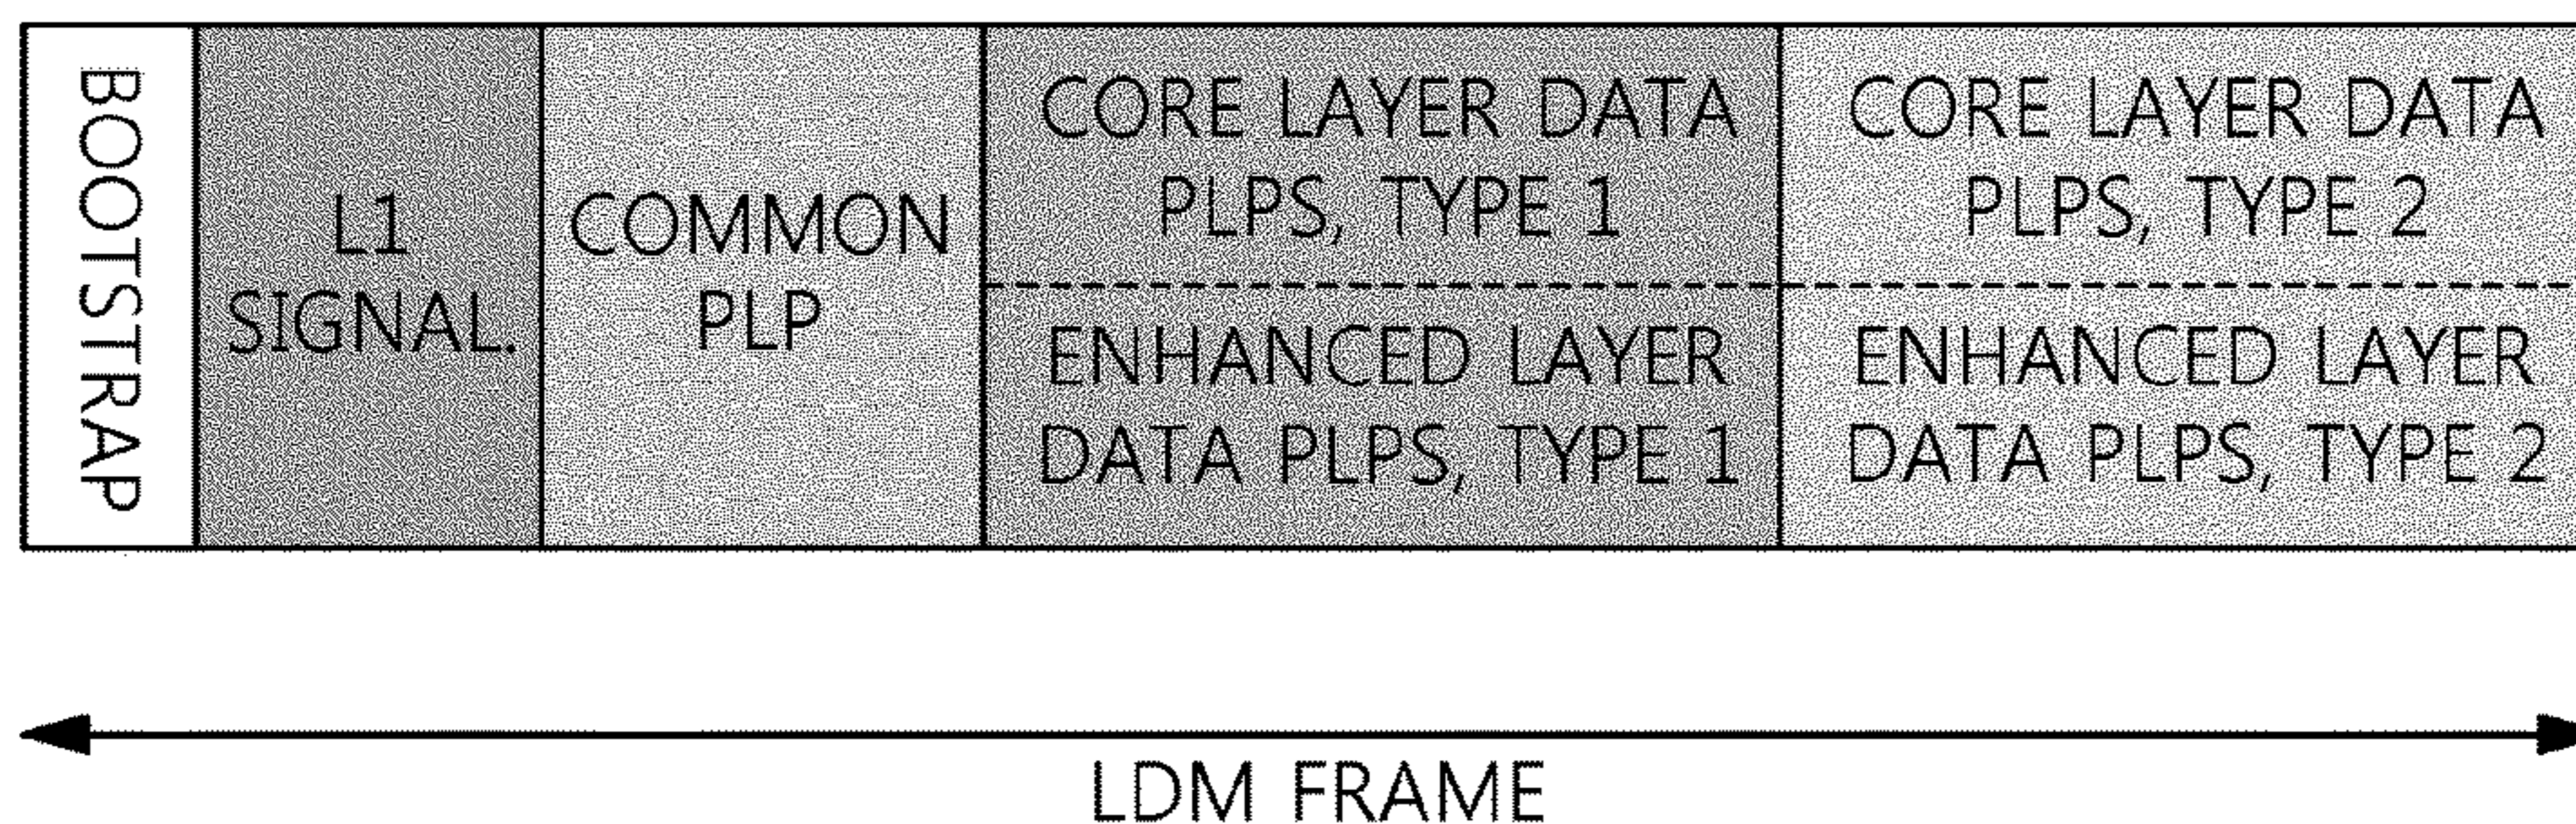 BOOTSTRAP
L1
SIGNAL.
COMMON
PLP
CORE LAYER DATA
PLPS, TYPE 1
ENHANCED LAYER
DATA PLPS, TYPE 1
CORE LAYER DATA
PLPS, TYPE 2
ENHANCED LAYER
DATA PLPS, TYPE 2
LDM FRAME